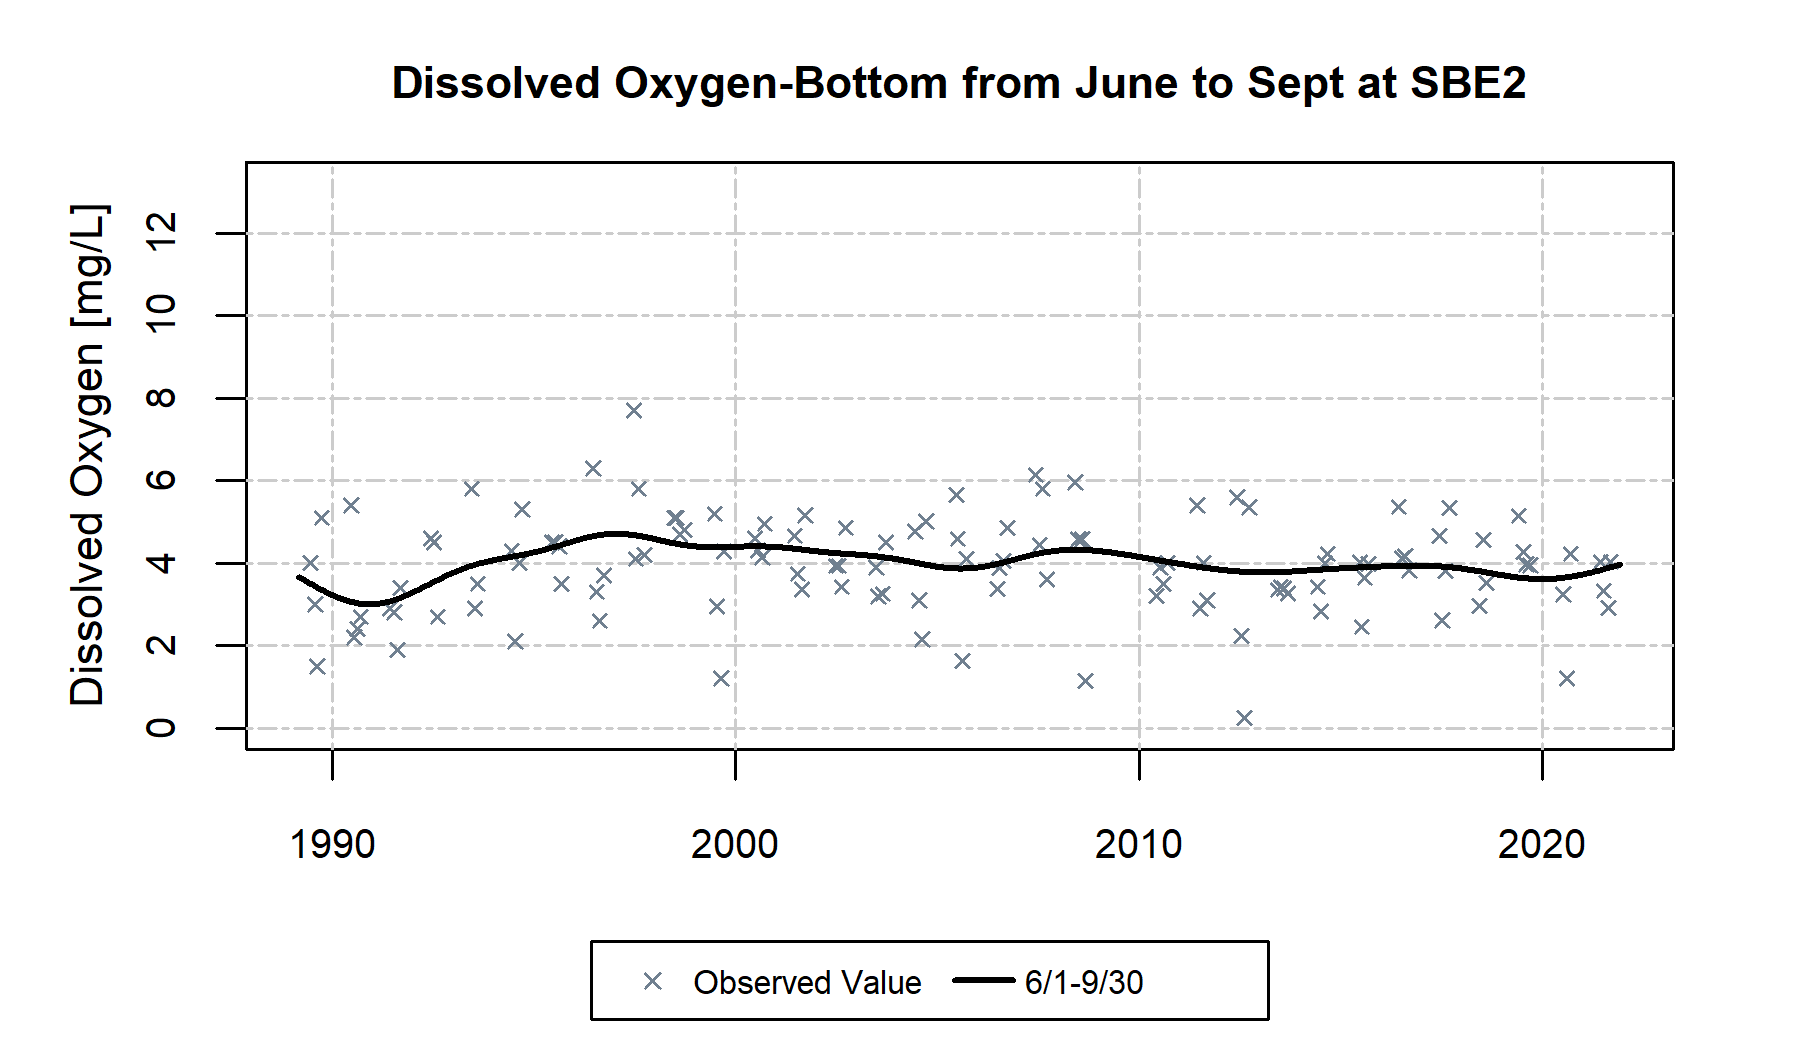 Dissolved Oxygen-Bottom from June to Sept at SBE2
Dissolved Oxygen [mg/L]
12
10
8
6
4
2
0
1990 2000 2010 2020
Observed Value 6/1-9/30